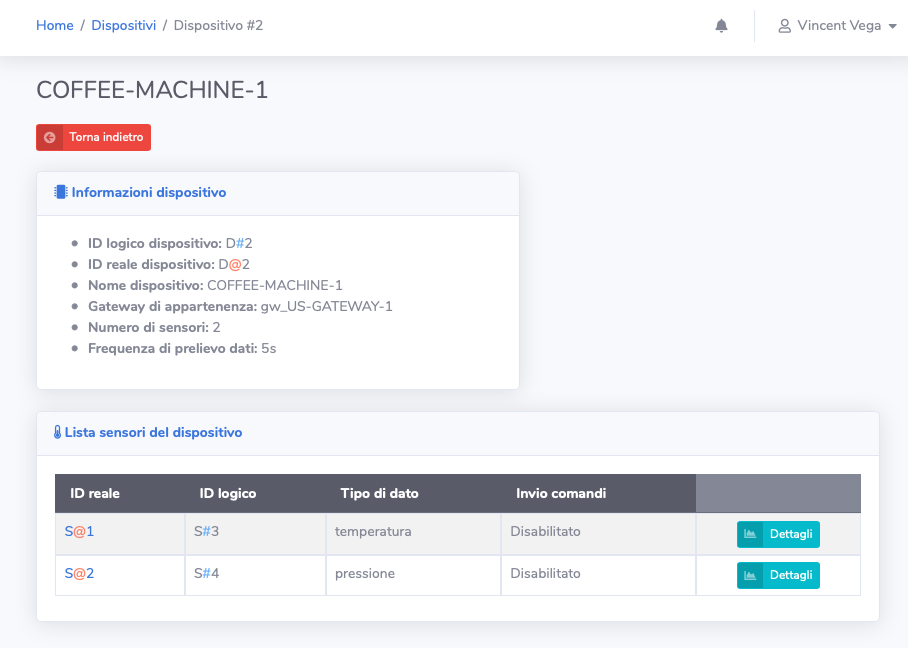 Home / Dispositivi / Dispositivo #2
Vincent Vega
COFFEE-MACHINE-1
Torna indietro
Informazioni dispositivo
ID logico dispositivo: D#2
ID reale dispositivo: D@2
Nome dispositivo: COFFEE-MACHINE-1
Gateway di appartenenza: gw_US-GATEWAY-1
Numero di sensori: 2
Frequenza di prelievo dati: 5s
Lista sensori del dispositivo
ID reale ID logico Tipo di dato Invio comandi
S@1 S#3 temperatura Disabilitato Dettagli
S@2 S#4 pressione Disabilitato Dettagli